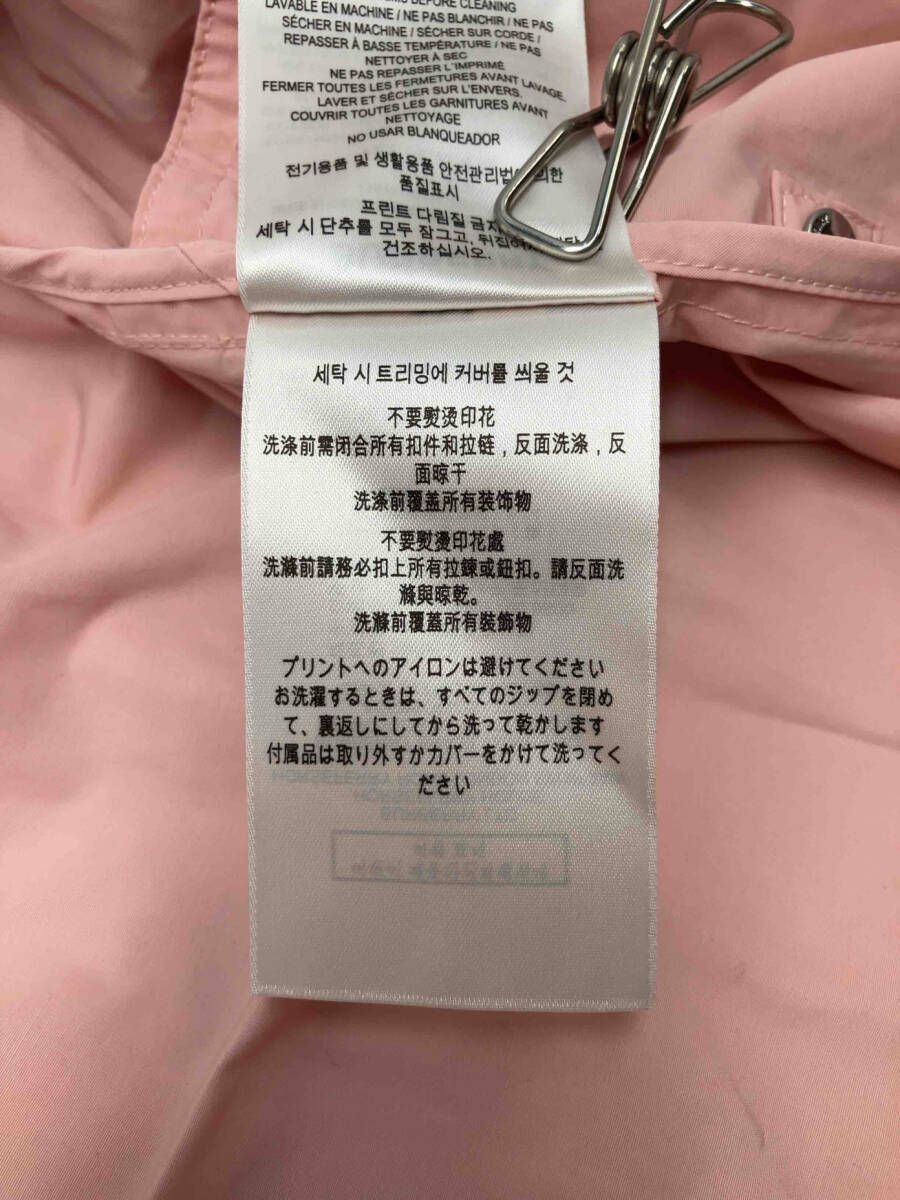 BEFORE CLEANING
LAVABLE EN MACHINE / NE PAS BLANCHIR / NE PAS
SÉCHER EN MACHINE / SÉCHER SUR CORDE /
REPASSER À BASSE TEMPÉRATURE / NE PAS
NETTOYER À SEC
NE PAS REPASSER L'IMPRIMÉ
FERMER TOUTES LES FERMETURES AVANT LAVAGE.
LAVER ET SÉCHER SUR L'ENVERS.
COUVRIR TOUTES LES GARNITURES AVANT
NETTOYAGE
NO USAR BLANQUEADOR
전기용품 및 생활용품 안전관리법에 의한
품질표시
프린트 다림질
세탁 시 단추를 모두 잠그고,
건조하십시오.
세탁 시 트리밍에 커버를 씌울 것
不要熨烫印花
洗涤前需闭合所有扣件和拉链，反面洗涤，反
面晾干
洗涤前覆盖所有装饰物
不要熨燙印花處
洗滌前請務必扣上所有拉鍊或鈕扣。請反面洗
滌與晾乾。
洗滌前覆蓋所有裝飾物
プリントへのアイロンは避けてください
お洗濯するときは、すべてのジップを閉め
て、裏返しにしてから洗って乾かします
付属品は取り外すかカバーをかけて洗ってく
ださい